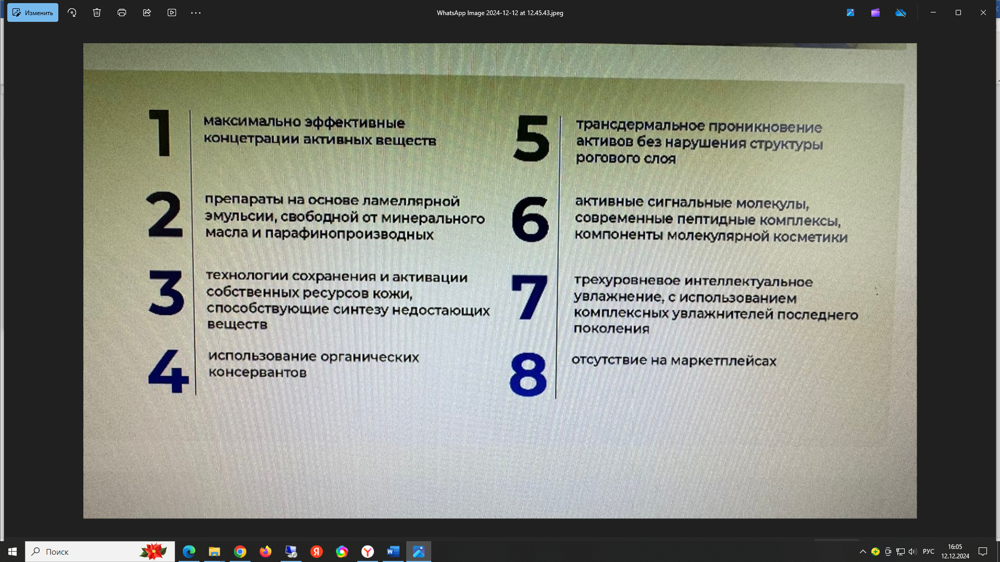 Изменить
WhatsApp Image 2024-12-12 at 12.45.43.jpeg
1
максимально эффективные
концетрации активных веществ
2
препараты на основе ламеллярной
эмульсии, свободной от минерального
масла и парафинопроизводных
3
технологии сохранения и активации
собственных ресурсов кожи,
способствующие синтезу недостающих
веществ
4
использование органических
консервантов
5
трансдермальное проникновение
активов без нарушения структуры
рогового слоя
6
активные сигнальные молекулы,
современные пептидные комплексы,
компоненты молекулярной косметики
7
трехуровневое интеллектуальное
увлажнение, с использованием
комплексных увлажнителей последнего
поколения
8
отсутствие на маркетплейсах
Поиск
РУС
16:05
12.12.2024